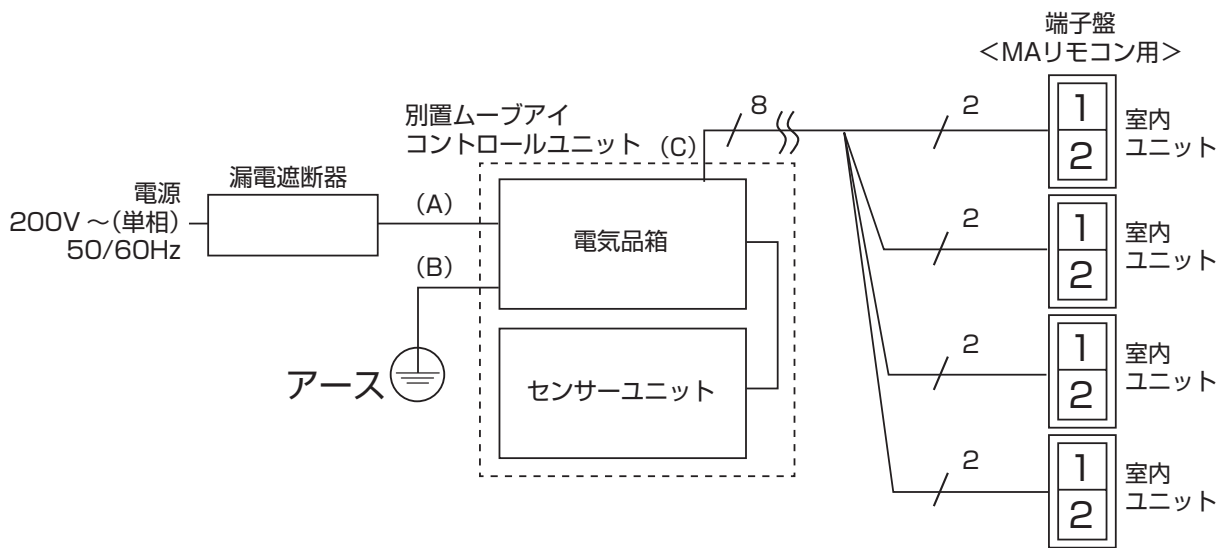 端子盤
＜MAリモコン用＞
別置ムーブアイ
コントロールユニット
(C)
8
2
1
2
室内
ユニット
電源
200V ～(単相)
50/60Hz
漏電遮断器
(A)
(B)
アース
電気品箱
センサーユニット
2
1
2
室内
ユニット
2
1
2
室内
ユニット
2
1
2
室内
ユニット